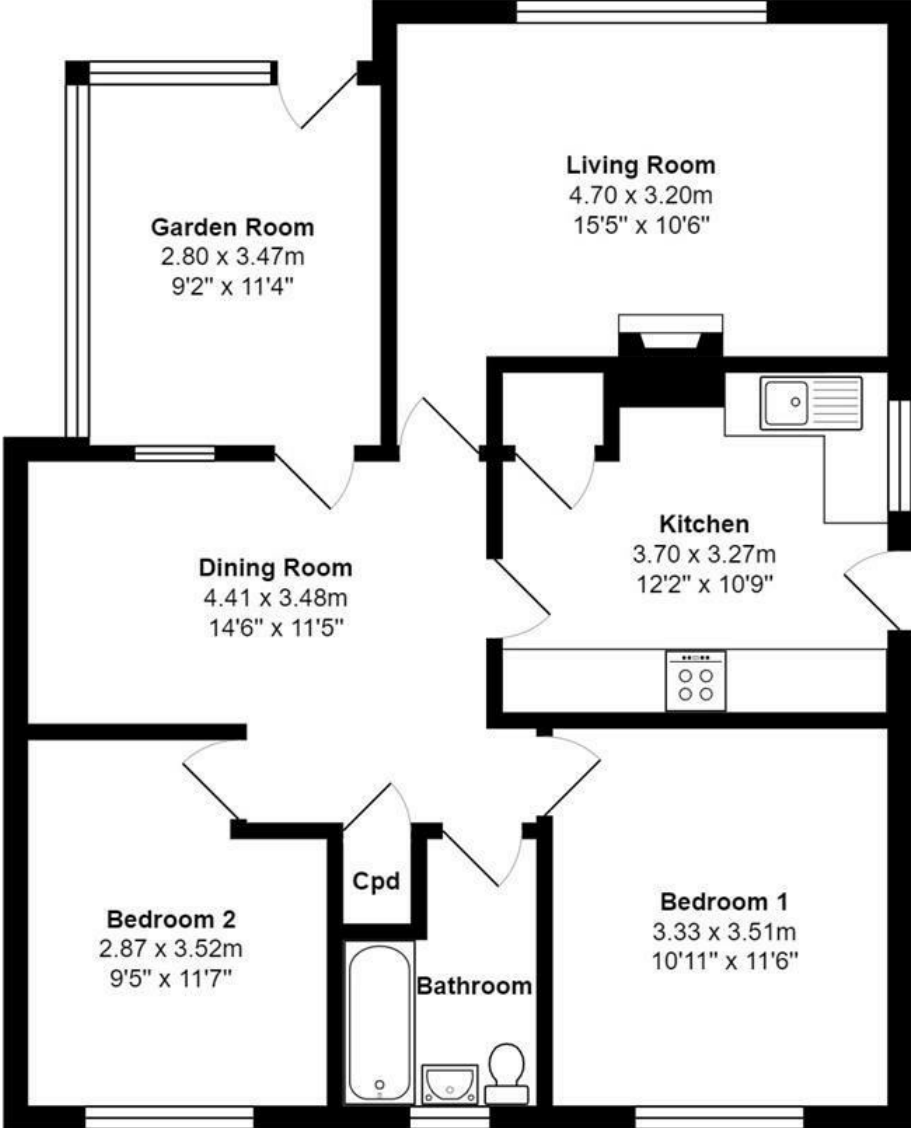 Living Room
4.70 x 3.20m
15'5" x 10'6"
Garden Room
2.80 x 3.47m
9'2" x 11'4"
Kitchen
3.70 x 3.27m
12'2" x 10'9"
Dining Room
4.41 x 3.48m
14'6" x 11'5"
Cpd
Bedroom 1
3.33 x 3.51m
10'11" x 11'6"
Bedroom 2
2.87 x 3.52m
9'5" x 11'7"
Bathroom